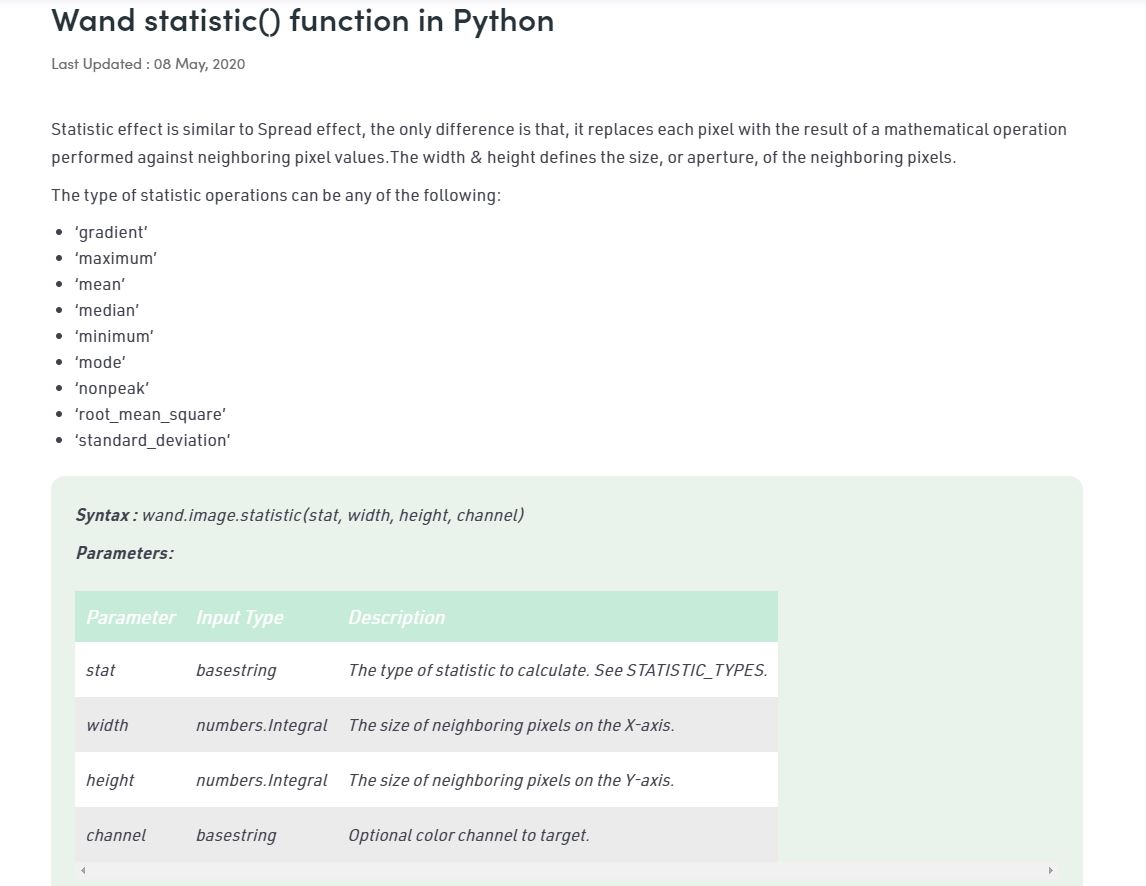 Wand statistic() function in Python
Last Updated : 08 May, 2020
Statistic effect is similar to Spread effect, the only difference is that, it replaces each pixel with the result of a mathematical operation
performed against neighboring pixel values.The width & height defines the size, or aperture, of the neighboring pixels.
The type of statistic operations can be any of the following:
• ‘gradient’
• ‘maximum’
• ‘mean’
• ‘median’
• ‘minimum’
• ‘mode’
• ‘nonpeak’
• ‘root_mean_square’
• ‘standard_deviation’
Syntax : wand.image.statistic(stat, width, height, channel)
Parameters:
Parameter Input Type Description
stat basestring The type of statistic to calculate. See STATISTIC_TYPES.
width numbers.Integral The size of neighboring pixels on the X-axis.
height numbers.Integral The size of neighboring pixels on the Y-axis.
channel basestring Optional color channel to target.